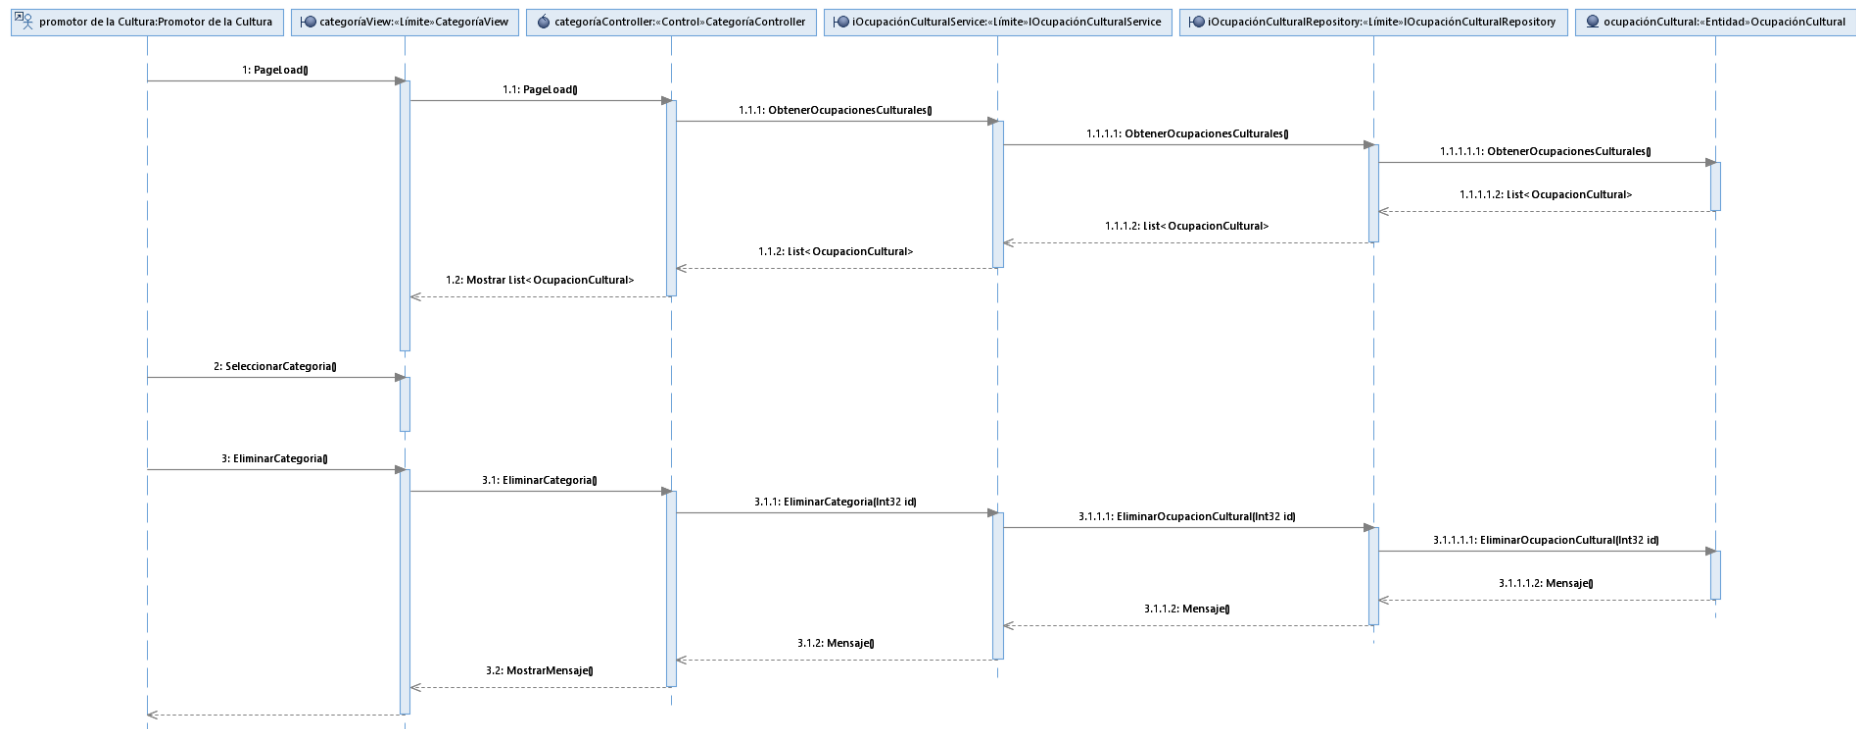 promotor de la Cultura:Promotor de la Cultura
categoríaView:«Límite»CategoríaView
categoríaController:«Control»CategoríaController
iOcupaciónCulturalService:«Límite»IOcupaciónCulturalService
iOcupaciónCulturalRepository:«Límite»IOcupaciónCulturalRepository
ocupaciónCultural:«Entidad»OcupaciónCultural
1: PageLoad()
1.1: PageLoad()
1.1.1: ObtenerOcupacionesCulturales()
1.1.1.1: ObtenerOcupacionesCulturales()
1.1.1.1.1: ObtenerOcupacionesCulturales()
1.1.1.1.2: List< OcupacionCultural>
1.1.1.2: List< OcupacionCultural>
1.1.2: List< OcupacionCultural>
1.2: Mostrar List< OcupacionCultural>
2: SeleccionarCategoria()
3: EliminarCategoria()
3.1: EliminarCategoria()
3.1.1: EliminarCategoria(Int32 id)
3.1.1.1: EliminarOcupacionCultural(Int32 id)
3.1.1.1.1: EliminarOcupacionCultural(Int32 id)
3.1.1.1.2: Mensaje()
3.1.1.2: Mensaje()
3.1.2: Mensaje()
3.2: MostrarMensaje()